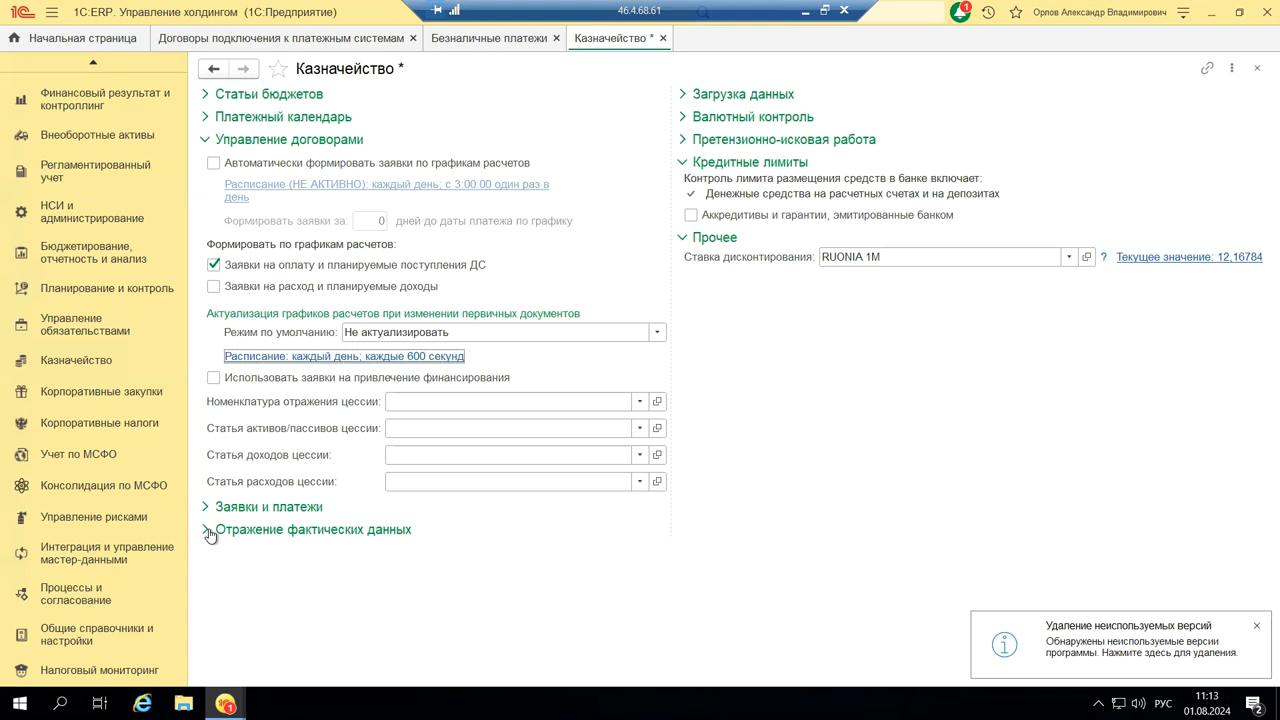 1С:ERP. Управление холдингом (1С:Предприятие)
46.4.68.61
1
Орлов Александр Владимирович
Начальная страница
Договоры подключения к платежным системам ×
Безналичные платежи ×
Казначейство * ×
Финансовый результат и
контроллинг
Внеоборотные активы
Регламентированный
учет
НСИ и
администрирование
Бюджетирование,
отчетность и анализ
Планирование и контроль
Управление
обязательствами
Казначейство
Корпоративные закупки
Корпоративные налоги
Учет по МСФО
Консолидация по МСФО
Управление рисками
Интеграция и управление
мастер-данными
Процессы и
согласование
Общие справочники и
настройки
Налоговый мониторинг
Казначейство *
Статьи бюджетов
Платежный календарь
Управление договорами
Автоматически формировать заявки по графикам расчетов
Расписание (НЕ АКТИВНО): каждый день; с 3:00:00 один раз в
день
Формировать заявки за: 0 дней до даты платежа по графику
Формировать по графикам расчетов:
Заявки на оплату и планируемые поступления ДС
Заявки на расход и планируемые доходы
Актуализация графиков расчетов при изменении первичных документов
Режим по умолчанию: Не актуализировать
Расписание: каждый день; каждые 600 секунд
Использовать заявки на привлечение финансирования
Номенклатура отражения цессии:
Статья активов/пассивов цессии:
Статья доходов цессии:
Статья расходов цессии:
Заявки и платежи
Отражение фактических данных
Загрузка данных
Валютный контроль
Претензионно-исковая работа
Кредитные лимиты
Контроль лимита размещения средств в банке включает:
Денежные средства на расчетных счетах и на депозитах
Аккредитивы и гарантии, эмитированные банком
Прочее
Ставка дисконтирования: RUONIA 1M ? Текущее значение: 12,16784
Удаление неиспользуемых версий
Обнаружены неиспользуемые версии
программы. Нажмите здесь для удаления.
1
РУС
11:13
01.08.2024
2